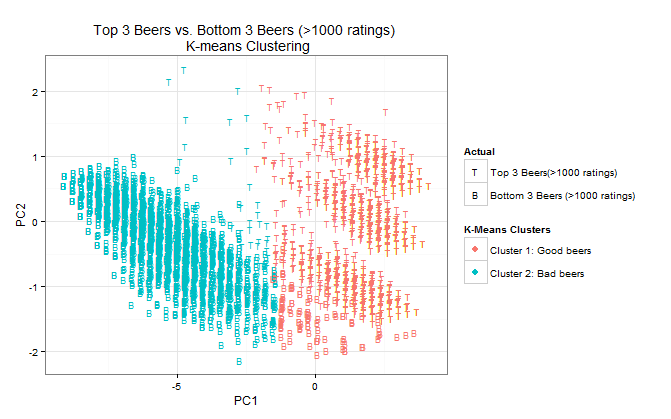 Top 3 Beers vs. Bottom 3 Beers (>1000 ratings)
K-means Clustering
2
1
0
-1
-2
PC2
-5
0
PC1
Actual
T Top 3 Beers(>1000 ratings)
B Bottom 3 Beers (>1000 ratings)
K-Means Clusters
Cluster 1: Good beers
Cluster 2: Bad beers